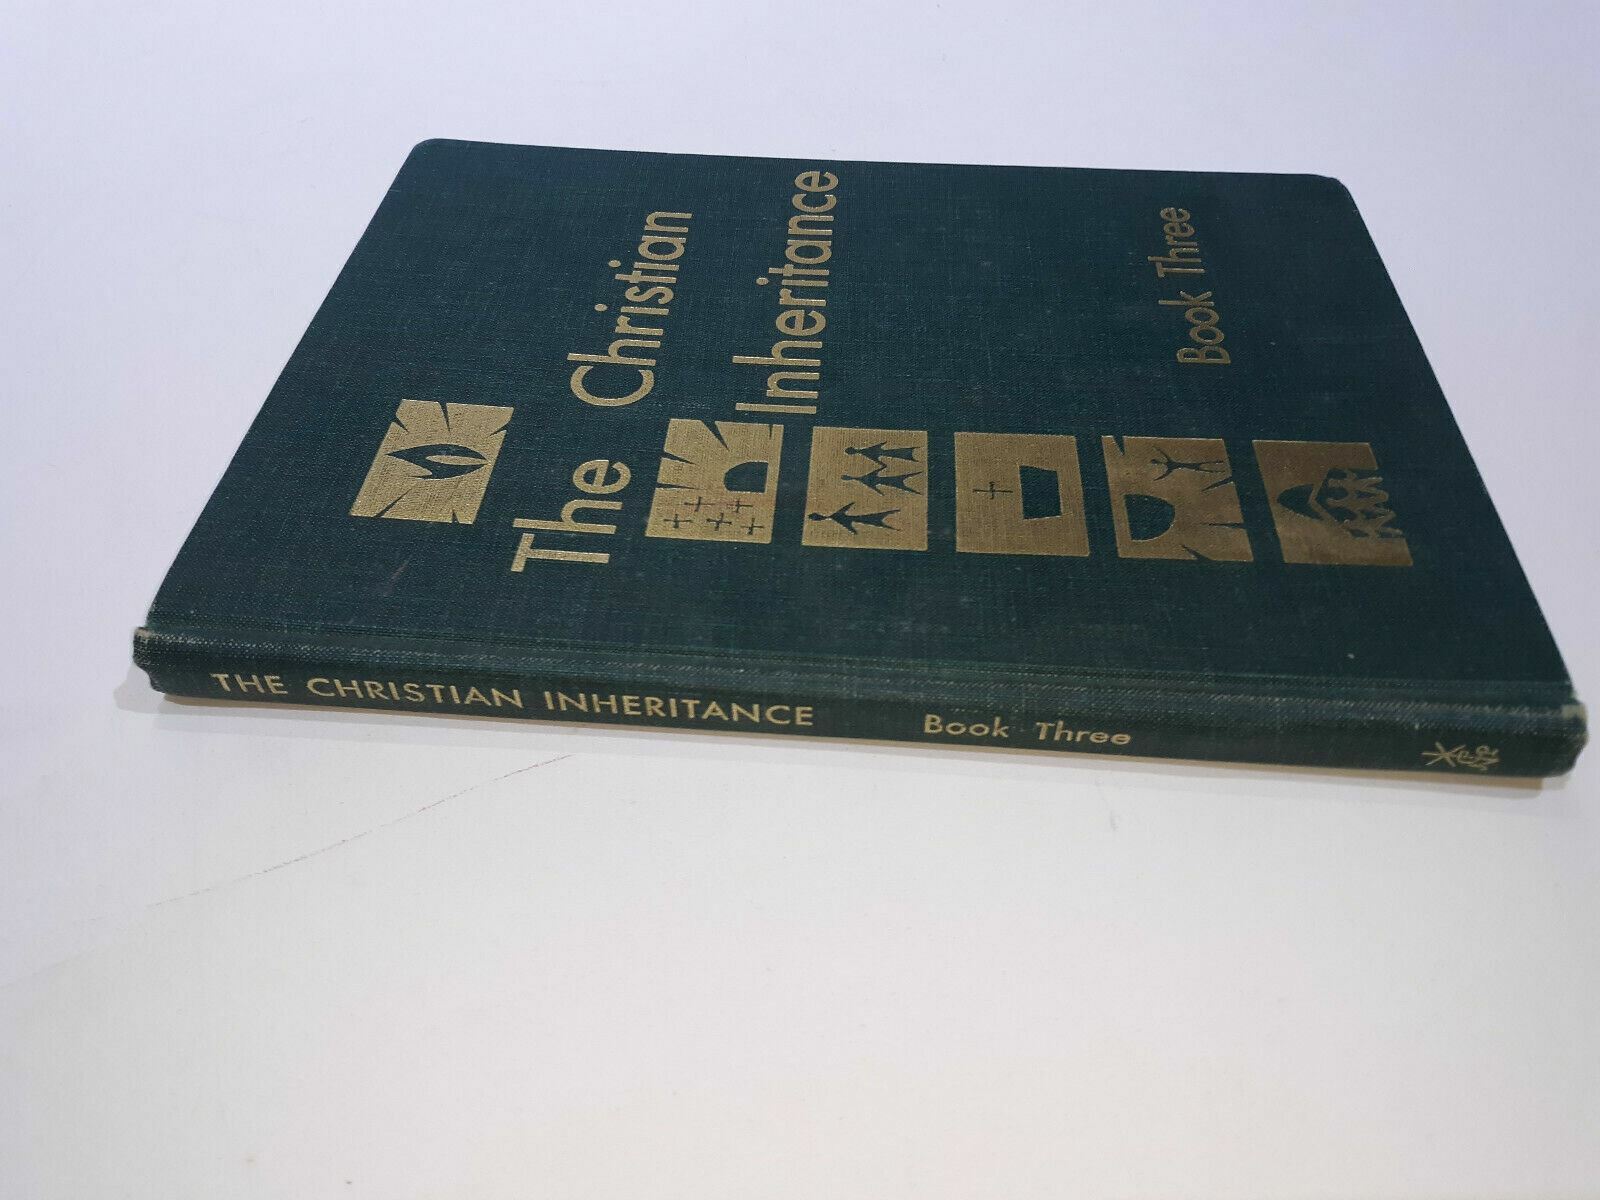 The Christian
Inheritance
Book Three
THE CHRISTIAN INHERITANCE Book Three